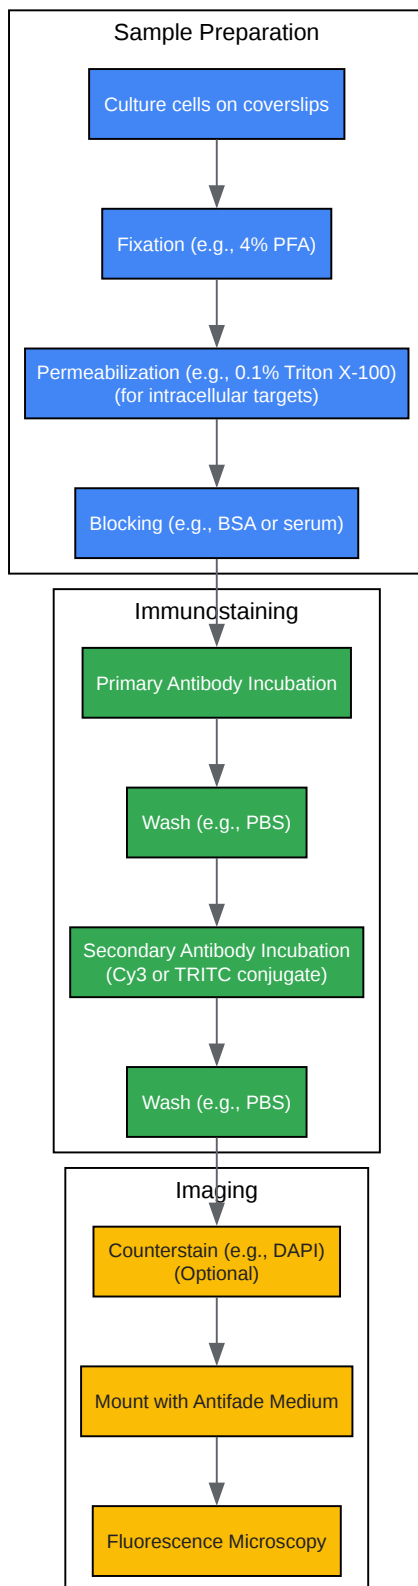 Sample Preparation
Culture cells on coverslips
Fixation (e.g., 4% PFA)
Permeabilization (e.g., 0.1% Triton X-100)
(for intracellular targets)
Blocking (e.g., BSA or serum)
Immunostaining
Primary Antibody Incubation
Wash (e.g., PBS)
Secondary Antibody Incubation
(Cy3 or TRITC conjugate)
Wash (e.g., PBS)
Imaging
Counterstain (e.g., DAPI)
(Optional)
Mount with Antifade Medium
Fluorescence Microscopy